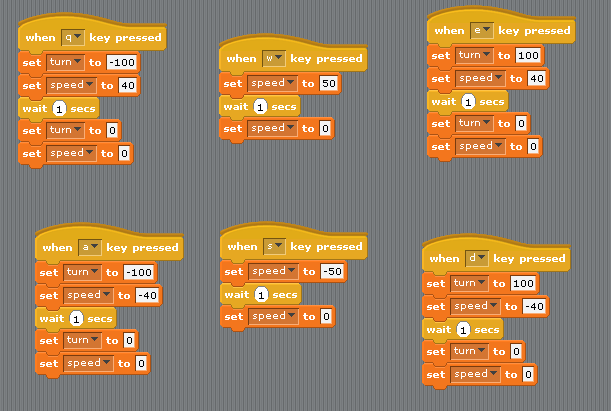 when q key pressed
set turn to -100
set speed to 40
wait 1 secs
set turn to 0
set speed to 0
when w key pressed
set speed to 50
wait 1 secs
set speed to 0
when e key pressed
set turn to 100
set speed to 40
wait 1 secs
set turn to 0
set speed to 0
when a key pressed
set turn to -100
set speed to -40
wait 1 secs
set turn to 0
set speed to 0
when s key pressed
set speed to -50
wait 1 secs
set speed to 0
when d key pressed
set turn to 100
set speed to -40
wait 1 secs
set turn to 0
set speed to 0